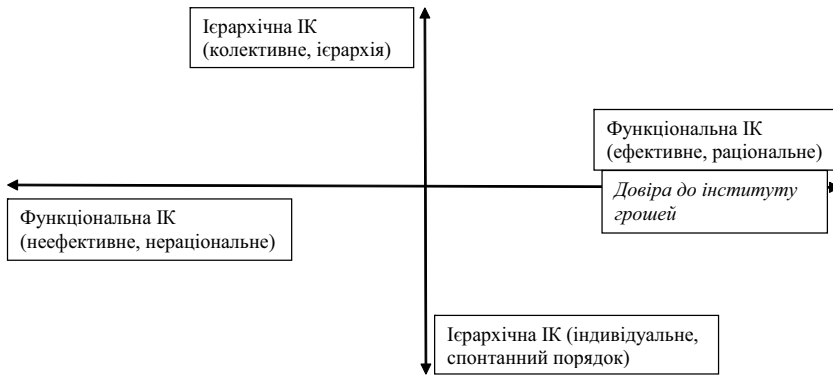 Ієрархічна ІК
(колективне, ієрархія)
Функціональна ІК
(ефективне, раціональне)
Довіра до інституту
грошей
Функціональна ІК
(неефективне, нераціональне)
Ієрархічна ІК (індивідуальне,
спонтанний порядок)